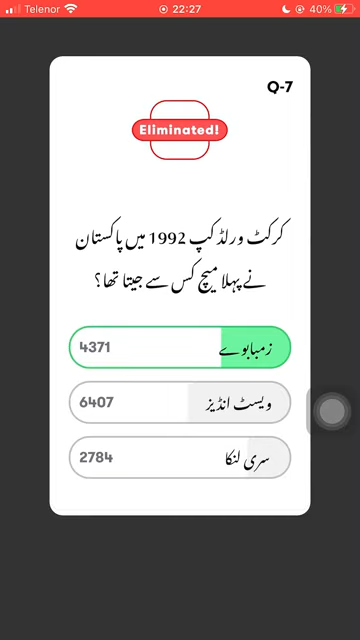 Telenor 22:27 40%
Q-7
Eliminated!
کرکٹ ورلڈ کپ 1992 میں پاکستان
نے پہلا میچ کس سے جیتا تھا؟
زمبابوے 4371
ویسٹ انڈیز 6407
سری لنکا 2784